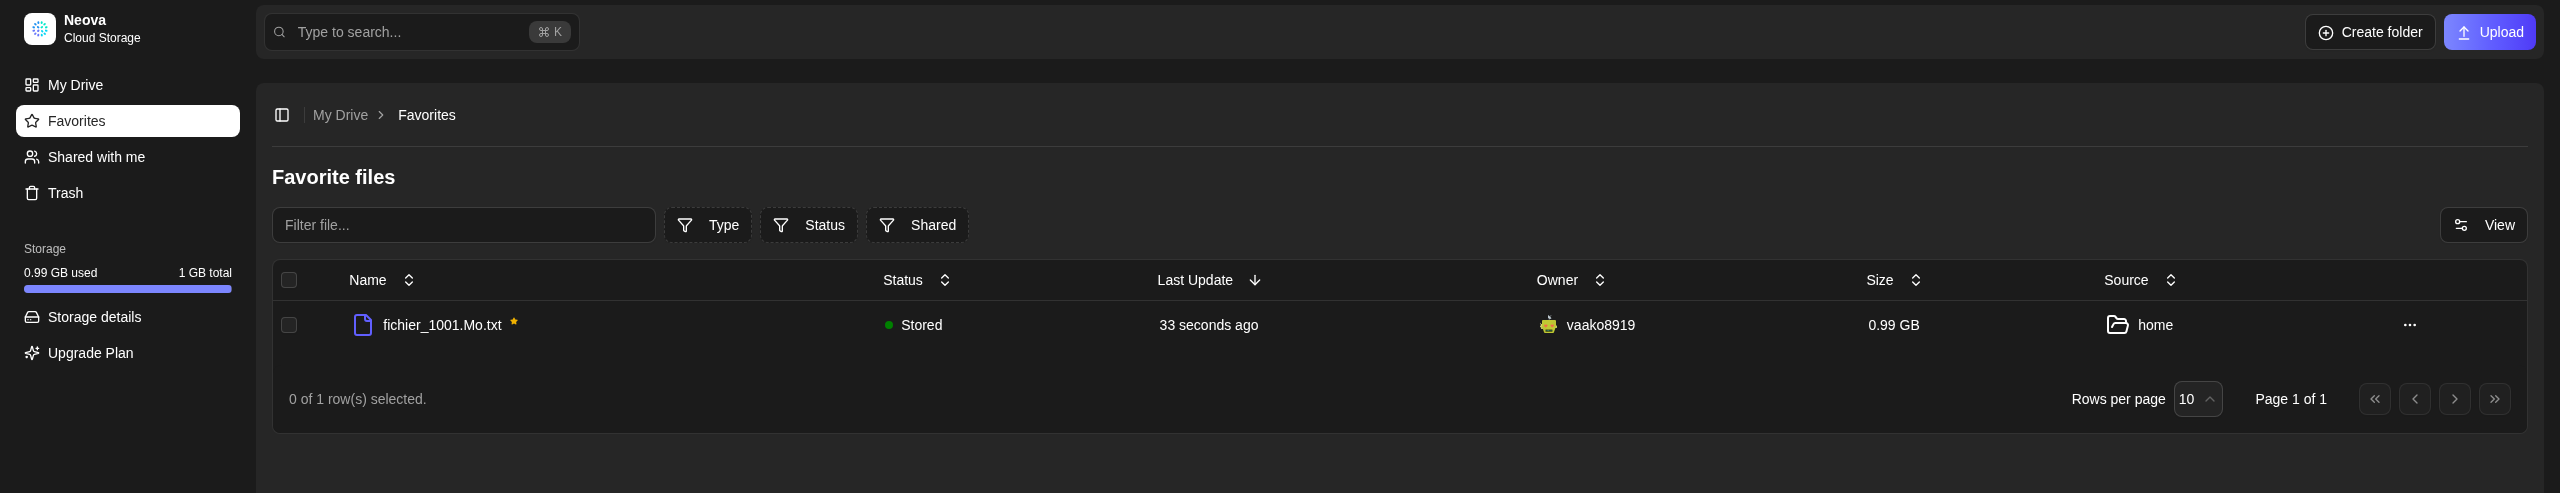 Neova
Cloud Storage
Type to search...
⌘ K
Create folder
Upload
My Drive
Favorites
Shared with me
Trash
Storage
0.99 GB used 1 GB total
Storage details
Upgrade Plan
My Drive > Favorites
Favorite files
Filter file... Type Status Shared View
Name Status Last Update Owner Size Source
fichier_1001.Mo.txt Stored 33 seconds ago vaako8919 0.99 GB home
0 of 1 row(s) selected. Rows per page 10 Page 1 of 1